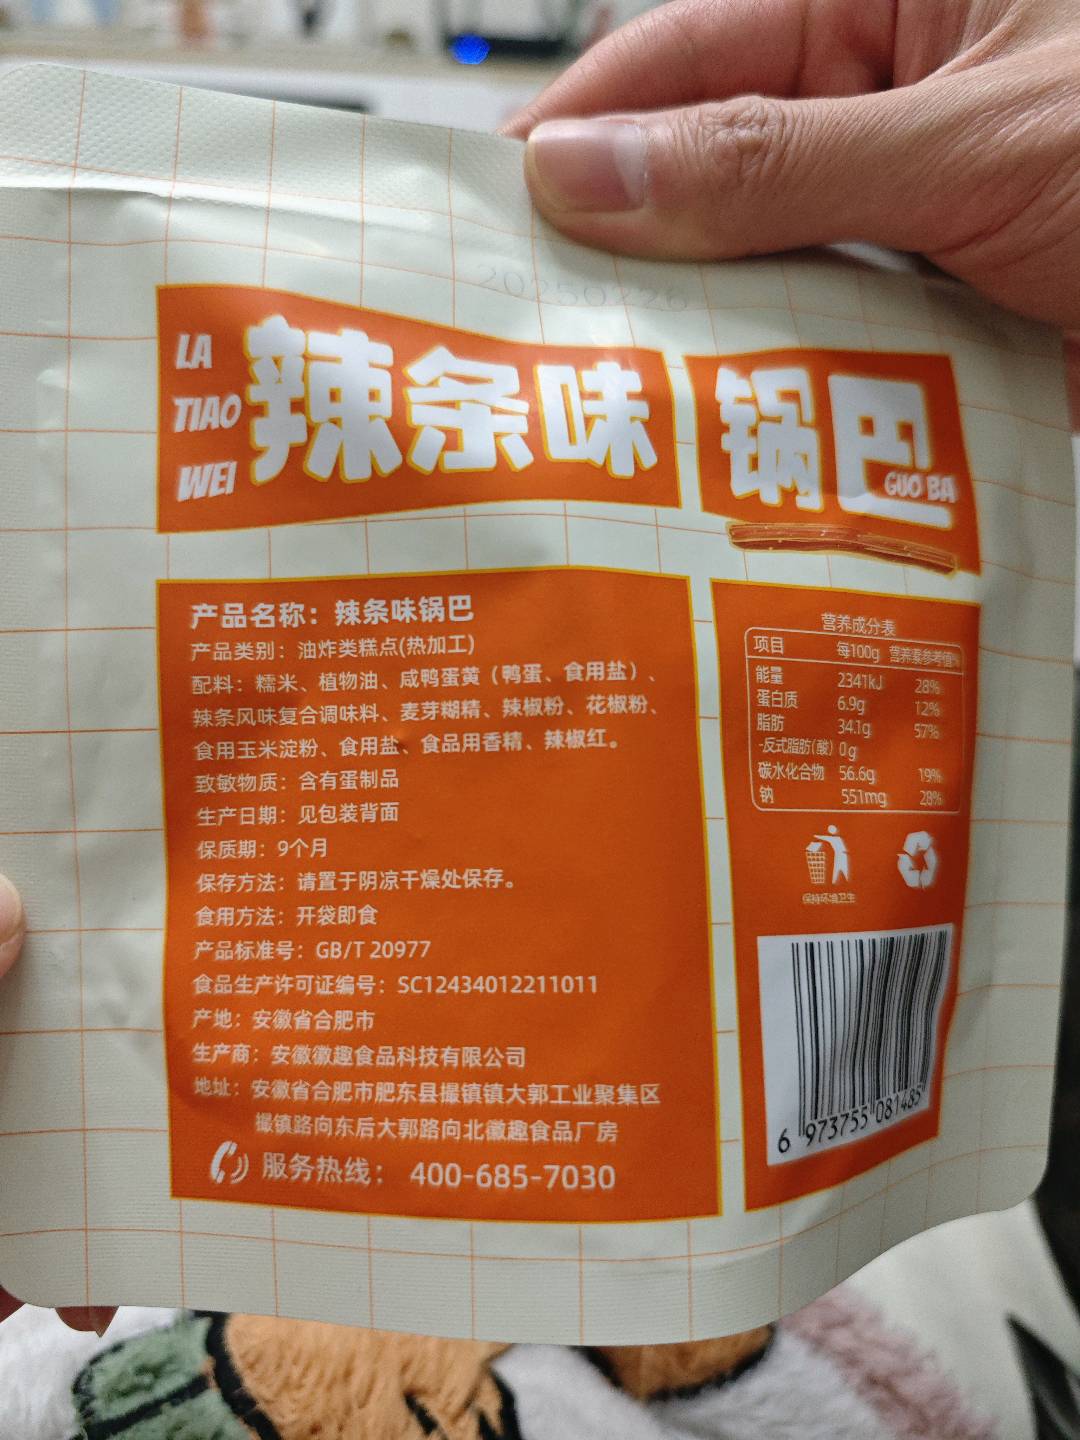 20250226
LA
TIAO
WEI
辣条味
锅巴
GUO BA
产品名称：辣条味锅巴
产品类别：油炸类糕点(热加工)
配料：糯米、植物油、咸鸭蛋黄（鸭蛋、食用盐）、
辣条风味复合调味料、麦芽糊精、辣椒粉、花椒粉、
食用玉米淀粉、食用盐、食品用香精、辣椒红。
致敏物质：含有蛋制品
生产日期：见包装背面
保质期：9个月
保存方法：请置于阴凉干燥处保存。
食用方法：开袋即食
产品标准号：GB/T 20977
食品生产许可证编号：SC12434012211011
产地：安徽省合肥市
生产商：安徽徽趣食品科技有限公司
地址：安徽省合肥市肥东县撮镇镇大郭工业聚集区
撮镇路向东后大郭路向北徽趣食品厂房
服务热线： 400-685-7030
营养成分表
项目 每100g 营养素参考值%
能量 2341kJ 28%
蛋白质 6.9g 12%
脂肪 34.1g 57%
-反式脂肪(酸) 0g
碳水化合物 56.6g 19%
钠 551mg 28%
保持环境卫生
6 973755 081485